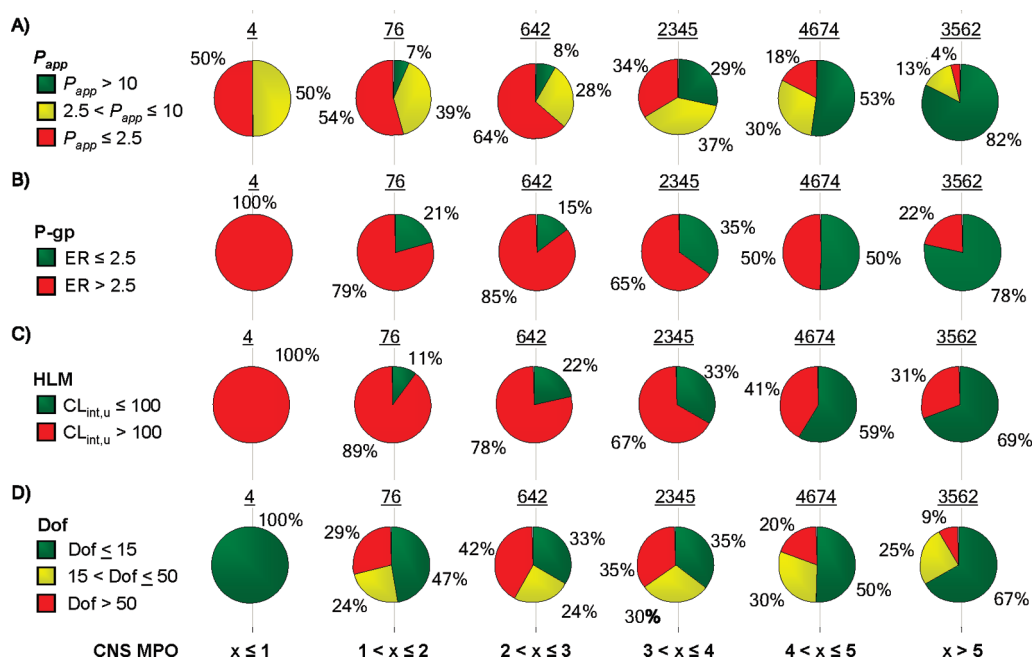 A)
4 76 642 2345 4674 3562
P_app
P_app > 10
2.5 < P_app ≤ 10
P_app ≤ 2.5
50% 50%
7% 39% 54%
8% 28% 64%
34% 29% 37%
18% 53% 30%
13% 4% 82%
B)
4 76 642 2345 4674 3562
P-gp
ER ≤ 2.5
ER > 2.5
100%
21% 79%
15% 85%
35% 65%
50% 50%
22% 78%
C)
4 76 642 2345 4674 3562
HLM
CL_int,u ≤ 100
CL_int,u > 100
100%
11% 89%
22% 78%
33% 67%
41% 59%
31% 69%
D)
4 76 642 2345 4674 3562
Dof
Dof ≤ 15
15 < Dof ≤ 50
Dof > 50
100%
29% 47% 24%
42% 33% 24%
35% 35% 30%
20% 50% 30%
9% 25% 67%
CNS MPO x ≤ 1 1 < x ≤ 2 2 < x ≤ 3 3 < x ≤ 4 4 < x ≤ 5 x > 5